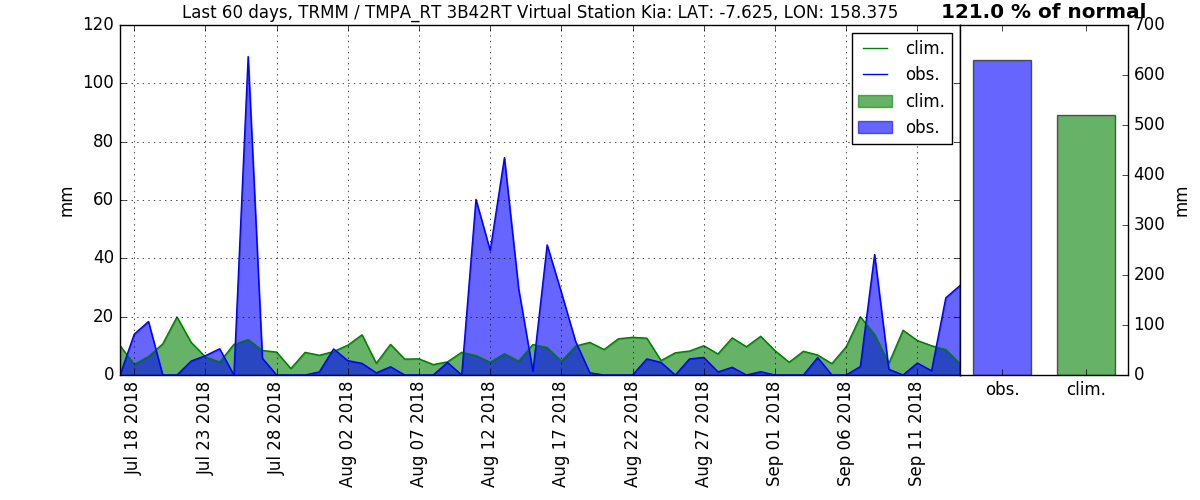 Last 60 days, TRMM / TMPA_RT 3B42RT Virtual Station Kia: LAT: -7.625, LON: 158.375
121.0 % of normal
120
100
80
60
40
20
0
mm
clim.
obs.
clim.
obs.
Jul 18 2018
Jul 23 2018
Jul 28 2018
Aug 02 2018
Aug 07 2018
Aug 12 2018
Aug 17 2018
Aug 22 2018
Aug 27 2018
Sep 01 2018
Sep 06 2018
Sep 11 2018
700
600
500
400
300
200
100
0
mm
obs.
clim.